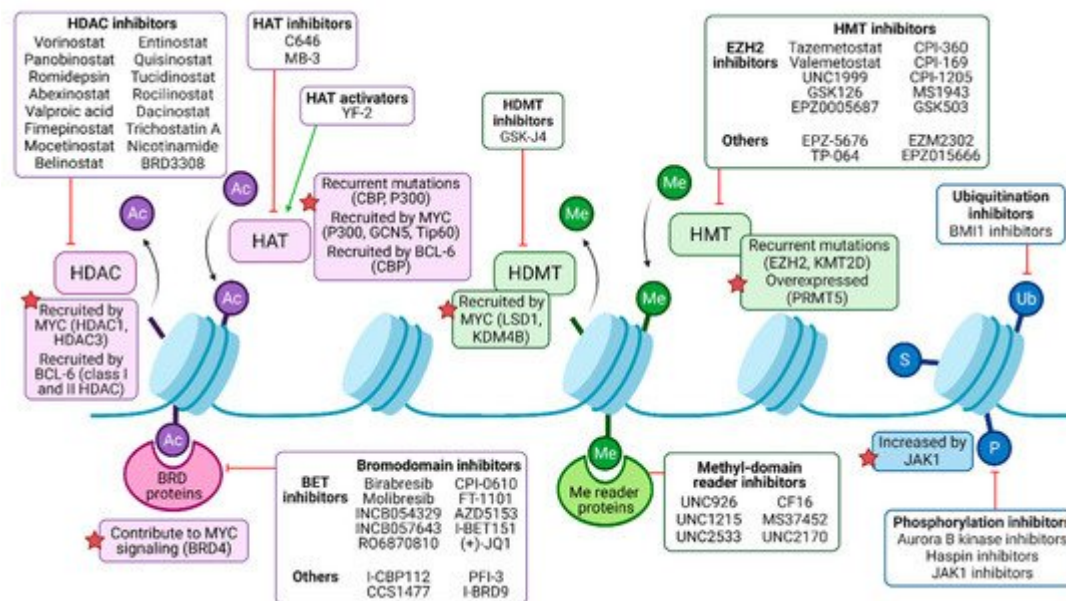 HDAC inhibitors
Vorinostat Entinostat
Panobinostat Quisinostat
Romidepsin Tucidinostat
Abexinostat Rocilinostat
Valproic acid Dacinostat
Fimepinostat Trichostatin A
Mocetinostat Nicotinamide
Belinostat BRD3308
HAT inhibitors
C646
MB-3
HAT activators
YF-2
HDMT
inhibitors
GSK-J4
HMT inhibitors
EZH2
inhibitors
Tazemetostat CPI-360
Valemetostat CPI-169
UNC1999 CPI-1205
GSK126 MS1943
EPZ0005687 GSK503
Others
EPZ-5676 EZM2302
TP-064 EPZ015666
Ubiquitination
inhibitors
BMI1 inhibitors
Ac
Ac
HDAC
Recruited by
MYC (HDAC1,
HDAC3)
Recruited by
BCL-6 (class I
and II HDAC)
HAT
Recurrent mutations
(CBP, P300)
Recruited by MYC
(P300, GCN5, Tip60)
Recruited by BCL-6
(CBP)
Ac
HDMT
Recruited by
MYC (LSD1,
KDM4B)
Me
Me
Me
HMT
Recurrent mutations
(EZH2, KMT2D)
Overexpressed
(PRMT5)
Ub
S
P
Increased by
JAK1
Ac
BRD
proteins
Contribute to MYC
signaling (BRD4)
Bromodomain inhibitors
BET
inhibitors
Birabresib CPI-0610
Molibresib FT-1101
INCB054329 AZD5153
INCB057643 I-BET151
RO6870810 (+)-JQ1
Others
I-CBP112 PFI-3
CCS1477 I-BRD9
Me
Me reader
proteins
Methyl-domain
reader inhibitors
UNC926 CF16
UNC1215 MS37452
UNC2533 UNC2170
Phosphorylation inhibitors
Aurora B kinase inhibitors
Haspin inhibitors
JAK1 inhibitors